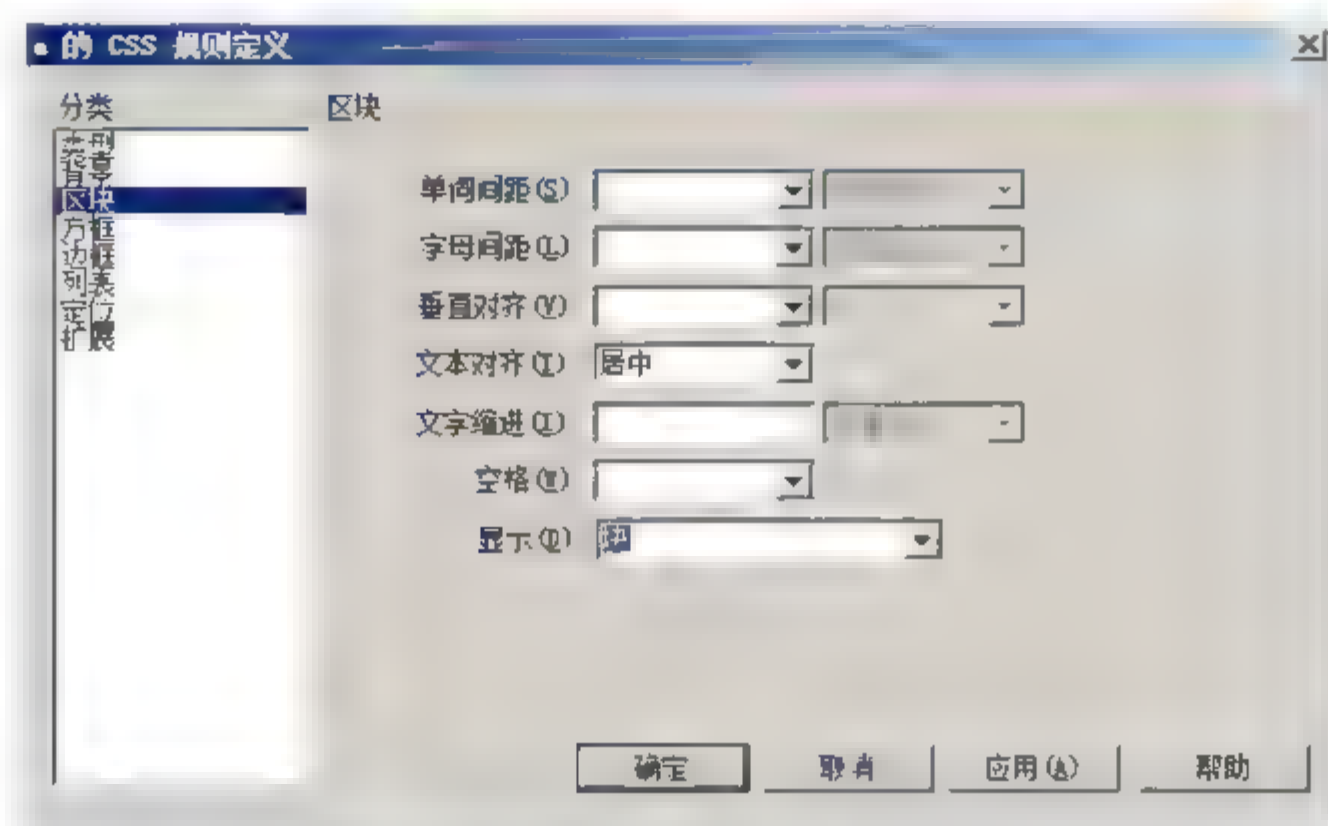 的 CSS 规则定义
分类
区块
类型
背景
区块
方框
边框
列表
定位
扩展
单词间距(S)
字母间距(L)
垂直对齐(V)
文本对齐(T) 居中
文字缩进(I)
空格(W)
显示(D) 块
确定 取消 应用(A) 帮助